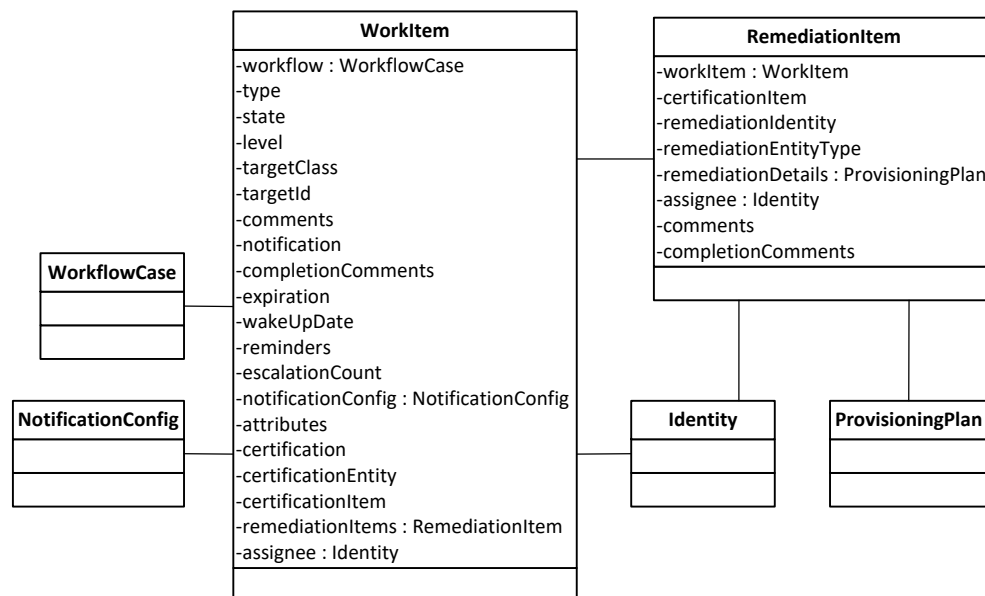 WorkItem
-workflow : WorkflowCase
-type
-state
-level
-targetClass
-targetId
-comments
-notification
-completionComments
-expiration
-wakeUpDate
-reminders
-escalationCount
-notificationConfig : NotificationConfig
-attributes
-certification
-certificationEntity
-certificationItem
-remediationItems : RemediationItem
-assignee : Identity
RemediationItem
-workItem : WorkItem
-certificationItem
-remediationIdentity
-remediationEntityType
-remediationDetails : ProvisioningPlan
-assignee : Identity
-comments
-completionComments
WorkflowCase
NotificationConfig
Identity
ProvisioningPlan